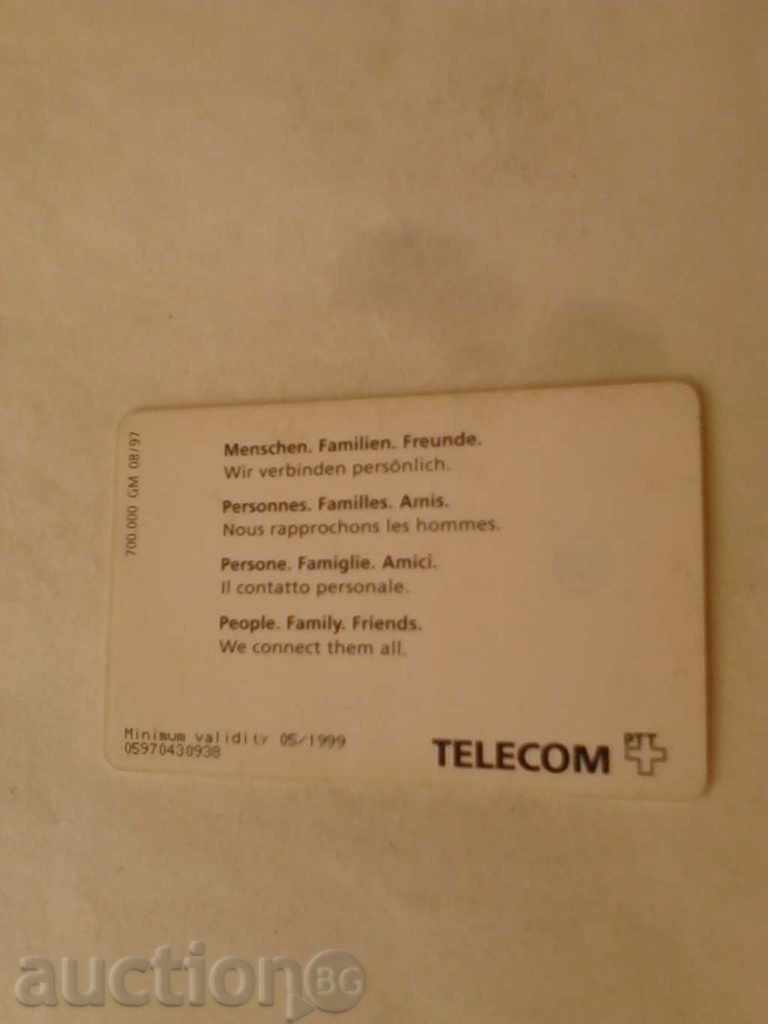 700.000 GM 08/97
Menschen. Familien. Freunde.
Wir verbinden persönlich.
Personnes. Familles. Amis.
Nous rapprochons les hommes.
Persone. Famiglie. Amici.
Il contatto personale.
People. Family. Friends.
We connect them all.
Minimum validity 05/1999
05970430938
TELECOM PTT
auction BG